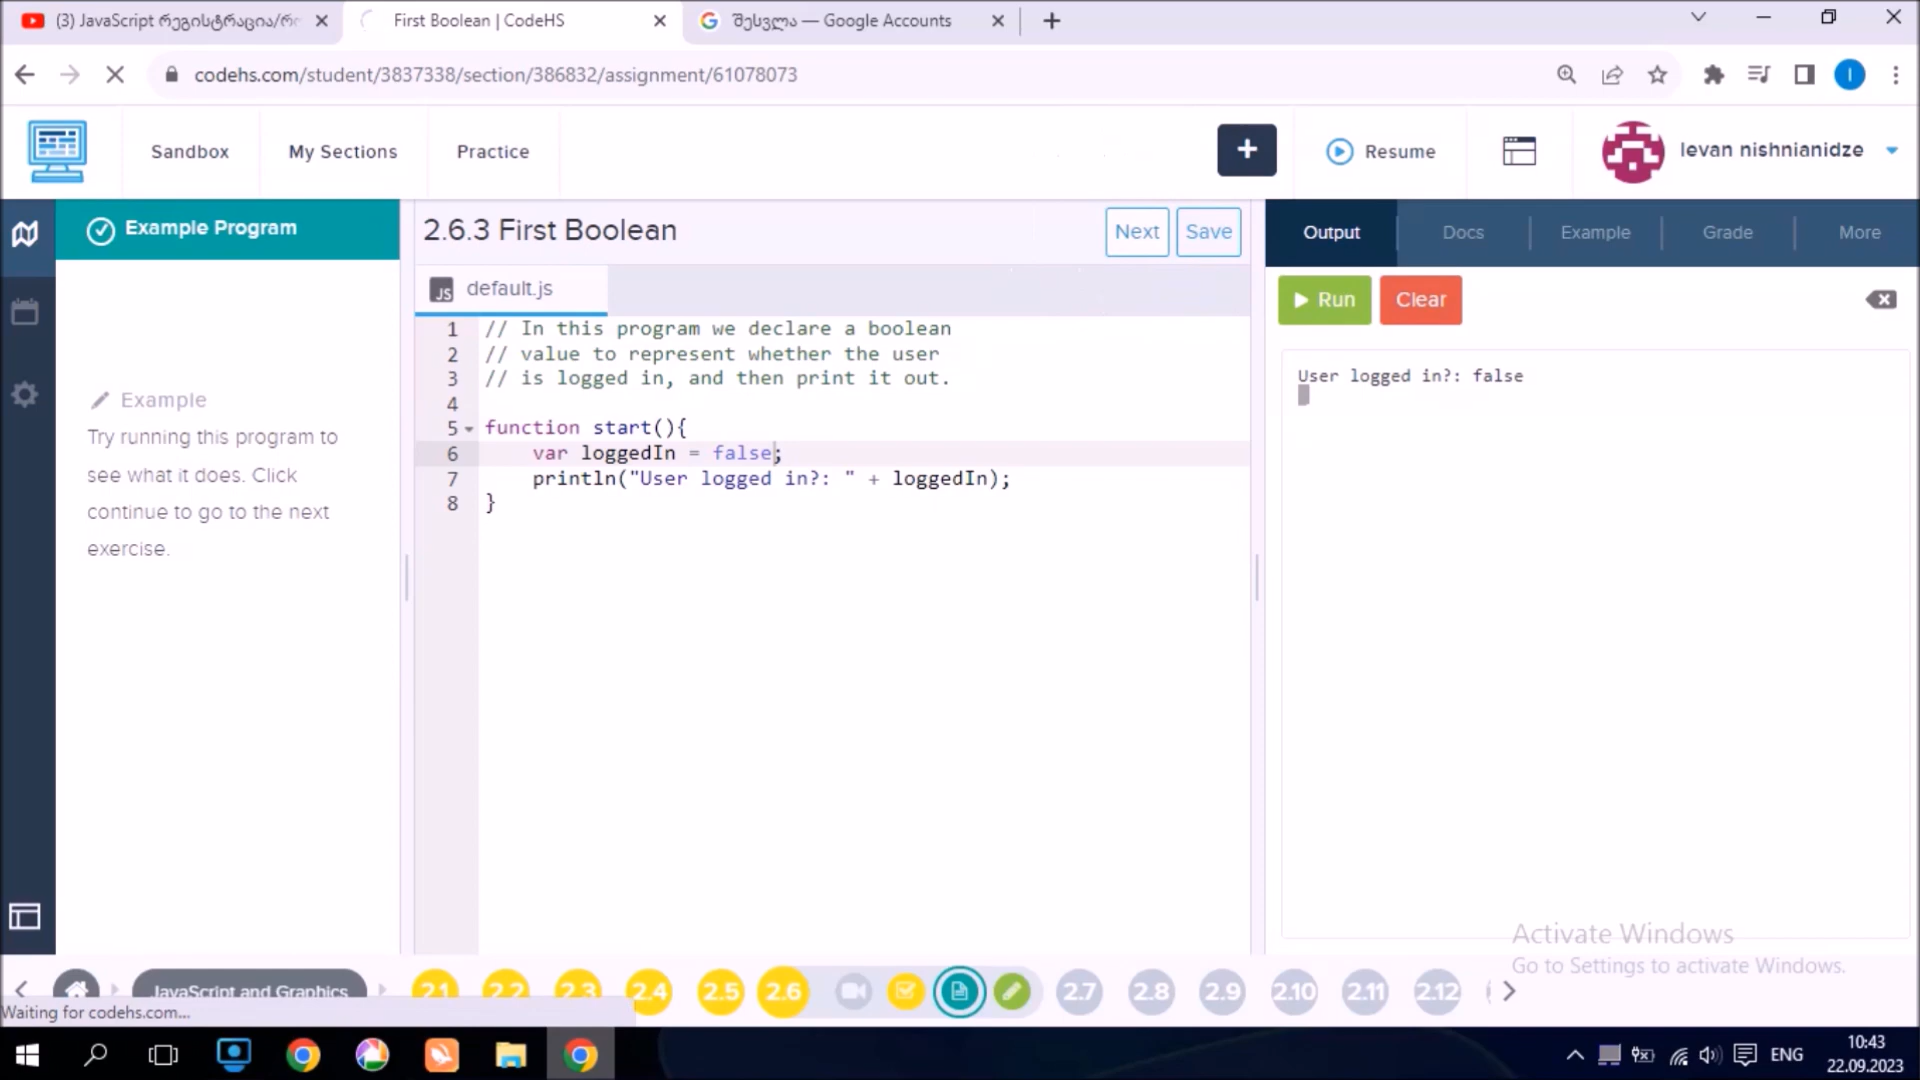 (3) JavaScript რეგისტრაცია/რო
First Boolean | CodeHS
შესვლა — Google Accounts
codehs.com/student/3837338/section/386832/assignment/61078073
I
Sandbox
My Sections
Practice
+
Resume
levan nishnianidze
Example Program
2.6.3 First Boolean
Next
Save
Output
Docs
Example
Grade
More
JS default.js
Run
Clear
1 // In this program we declare a boolean
2 // value to represent whether the user
3 // is logged in, and then print it out.
4
5 function start(){
6 var loggedIn = false;
7 println("User logged in?: " + loggedIn);
8 }
Example
Try running this program to
see what it does. Click
continue to go to the next
exercise.
User logged in?: false
Activate Windows
Go to Settings to activate Windows.
JavaScript and Graphics
2.1
2.2
2.3
2.4
2.5
2.6
2.7
2.8
2.9
2.10
2.11
2.12
Waiting for codehs.com...
ENG
10:43
22.09.2023